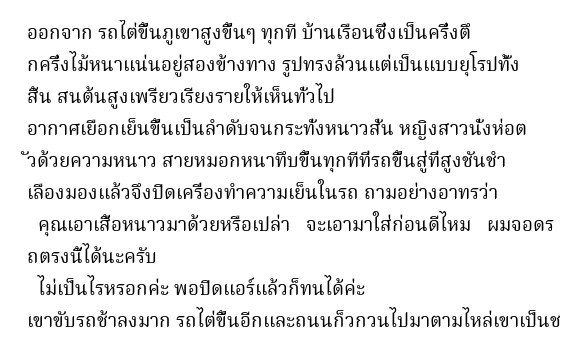 ออกจาก รถไต่ขึ้นภูเขาสูงขึ้นๆ ทุกที บ้านเรือนซึ่งเป็นครึ่งตึ
กครึ่งไม้หนาแน่นอยู่สองข้างทาง รูปทรงล้วนแต่เป็นแบบยุโรปทั้ง
สิ้น สนต้นสูงเพรียวเรียงรายให้เห็นทั่วไป
อากาศเยือกเย็นขึ้นเป็นลำดับจนกระทั่งหนาวสั่น หญิงสาวนั่งห่อต
ัวด้วยความหนาว สายหมอกหนาทึบขึ้นทุกทีที่รถขึ้นสู่ที่สูงชันชำ
เลืองมองแล้วจึงปิดเครื่องทำความเย็นในรถ ถามอย่างอาทรว่า
คุณเอาเสื้อหนาวมาด้วยหรือเปล่า จะเอามาใส่ก่อนดีไหม ผมจอดร
ถตรงนี้ได้นะครับ
ไม่เป็นไรหรอกค่ะ พอปิดแอร์แล้วก็ทนได้ค่ะ
เขาขับรถช้าลงมาก รถไต่ขึ้นอีกและถนนก็วกวนไปมาตามไหล่เขาเป็นช